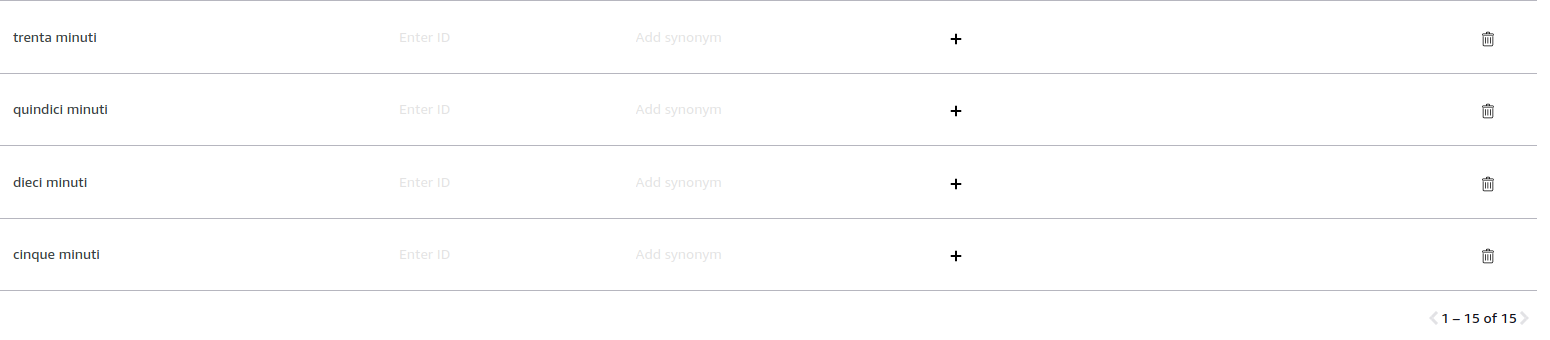 trenta minuti Enter ID Add synonym +
quindici minuti Enter ID Add synonym +
dieci minuti Enter ID Add synonym +
cinque minuti Enter ID Add synonym +
1 – 15 of 15